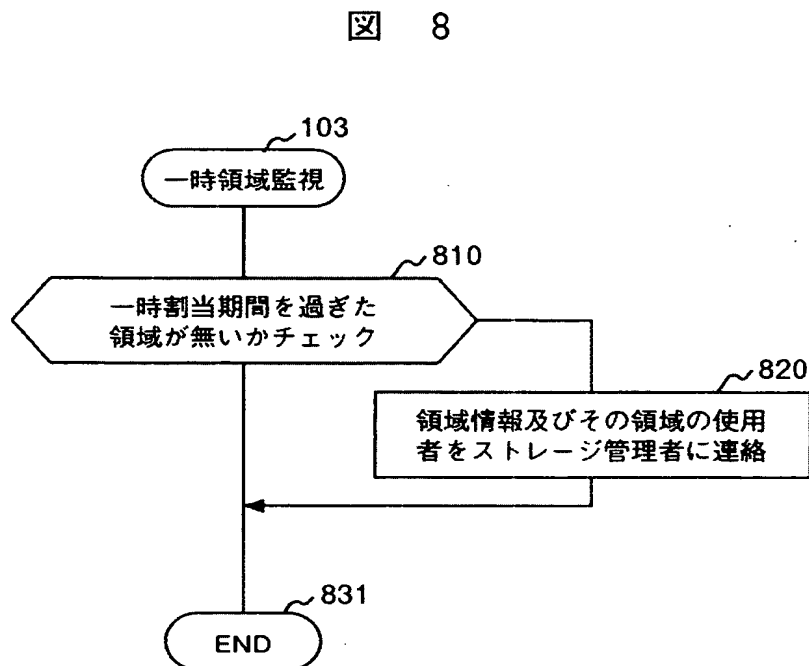 図 8
103
一時領域監視
810
一時割当期間を過ぎた
領域が無いかチェック
820
領域情報及びその領域の使用
者をストレージ管理者に連絡
831
END